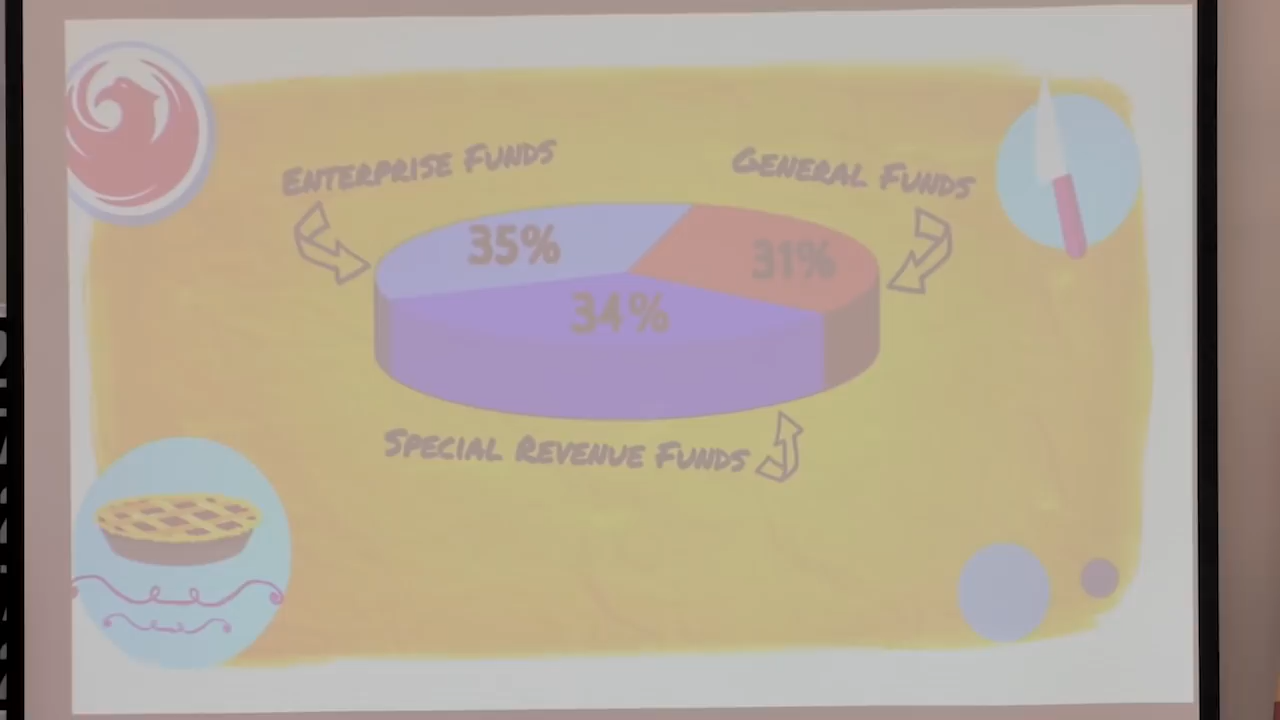 ENTERPRISE FUNDS
GENERAL FUNDS
35%
31%
34%
SPECIAL REVENUE FUNDS